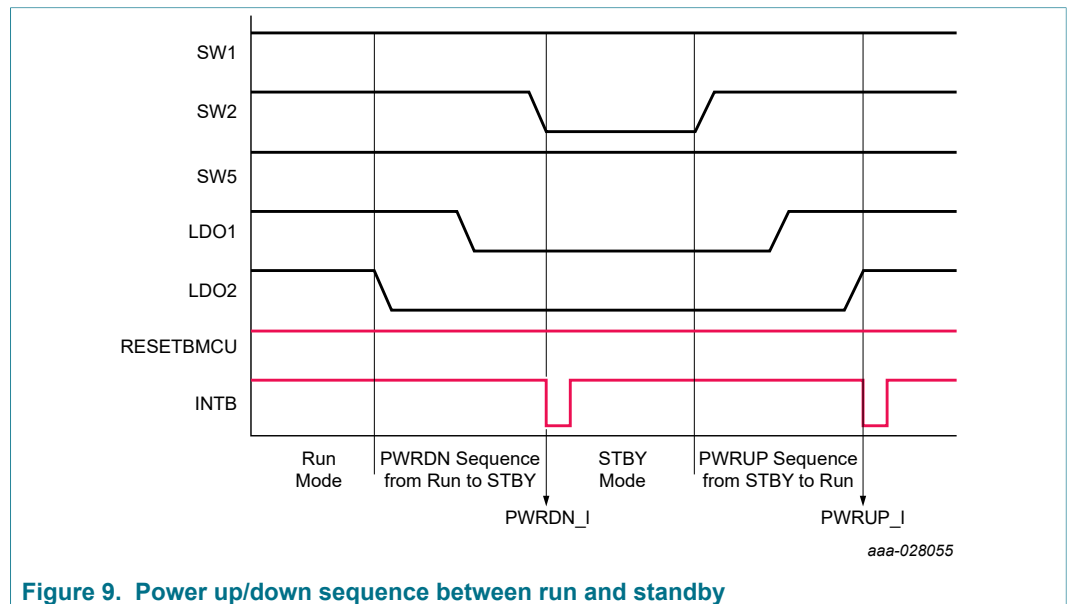 SW1
SW2
SW5
LDO1
LDO2
RESETBMCU
INTB
Run
Mode
PWRDN Sequence
from Run to STBY
STBY
Mode
PWRUP Sequence
from STBY to Run
PWRDN_I
PWRUP_I
aaa-028055
Figure 9. Power up/down sequence between run and standby